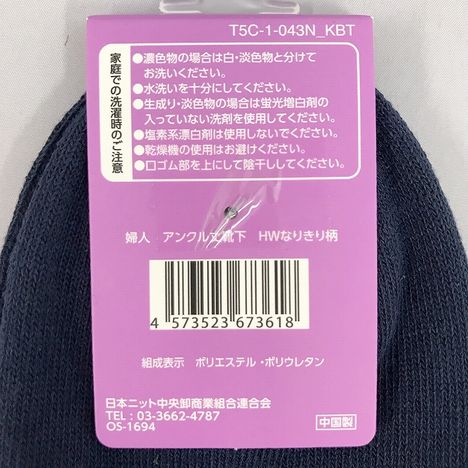 T5C-1-043N_KBT
家庭での洗濯時のご注意
●濃色物の場合は白・淡色物と分けて
お洗いください。
●水洗いを十分にしてください。
●生成り・淡色物の場合は蛍光増白剤の
入っていない洗剤を使用してください。
●塩素系漂白剤は使用しないでください。
●乾燥機の使用はお避けください。
●口ゴム部を上にして陰干ししてください。
婦人 アンクル丈靴下 HWなりきり柄
4 573523 673618
組成表示 ポリエステル・ポリウレタン
日本ニット中央卸商業組合連合会
TEL : 03-3662-4787
OS-1694
中国製